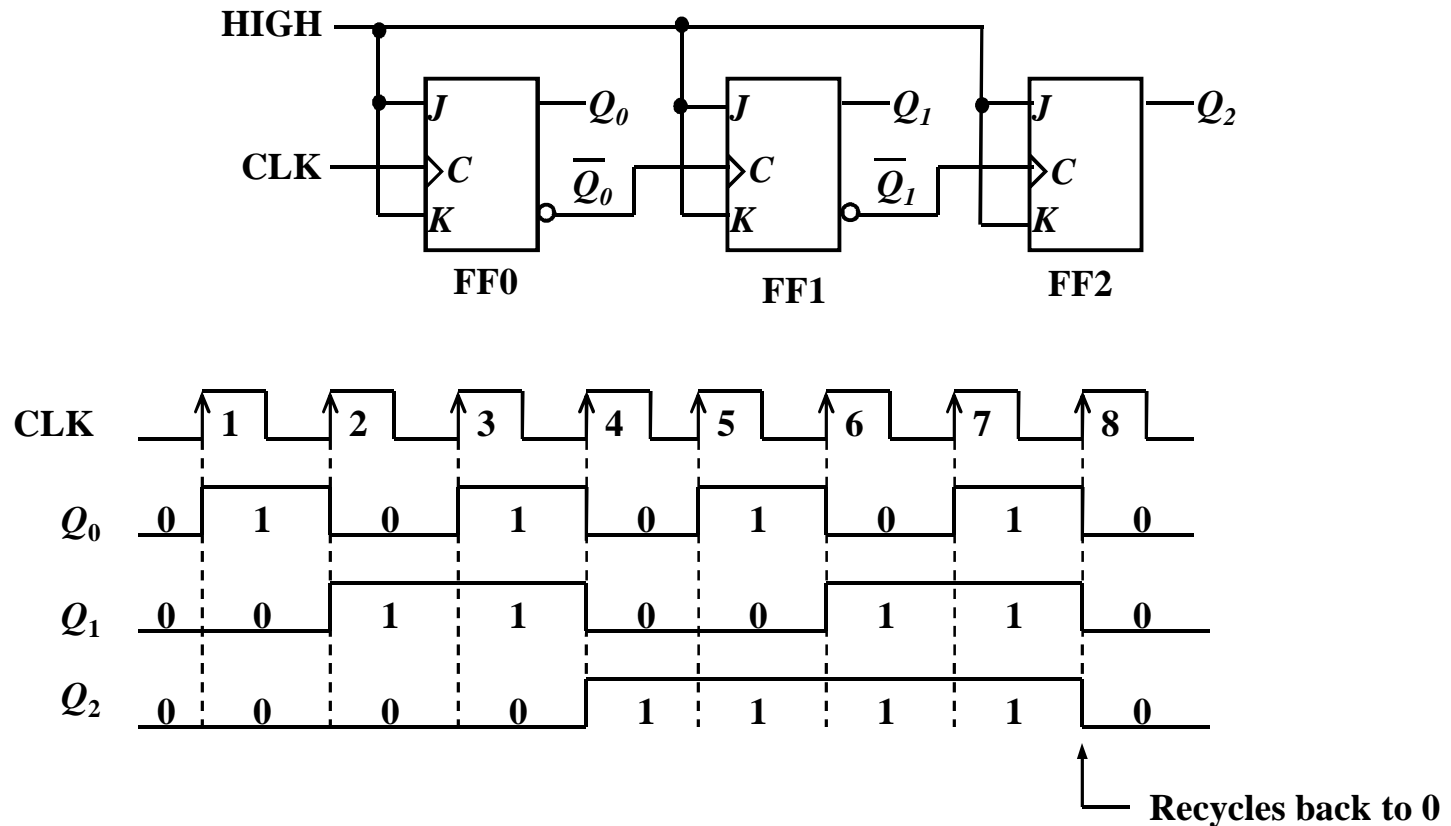 HIGH
J Q0 J Q1 J Q2
CLK C Q̅0 C Q̅1 C
K K K
FF0 FF1 FF2
CLK 1 2 3 4 5 6 7 8
Q0 0 1 0 1 0 1 0 1 0
Q1 0 0 1 1 0 0 1 1 0
Q2 0 0 0 0 1 1 1 1 0
Recycles back to 0